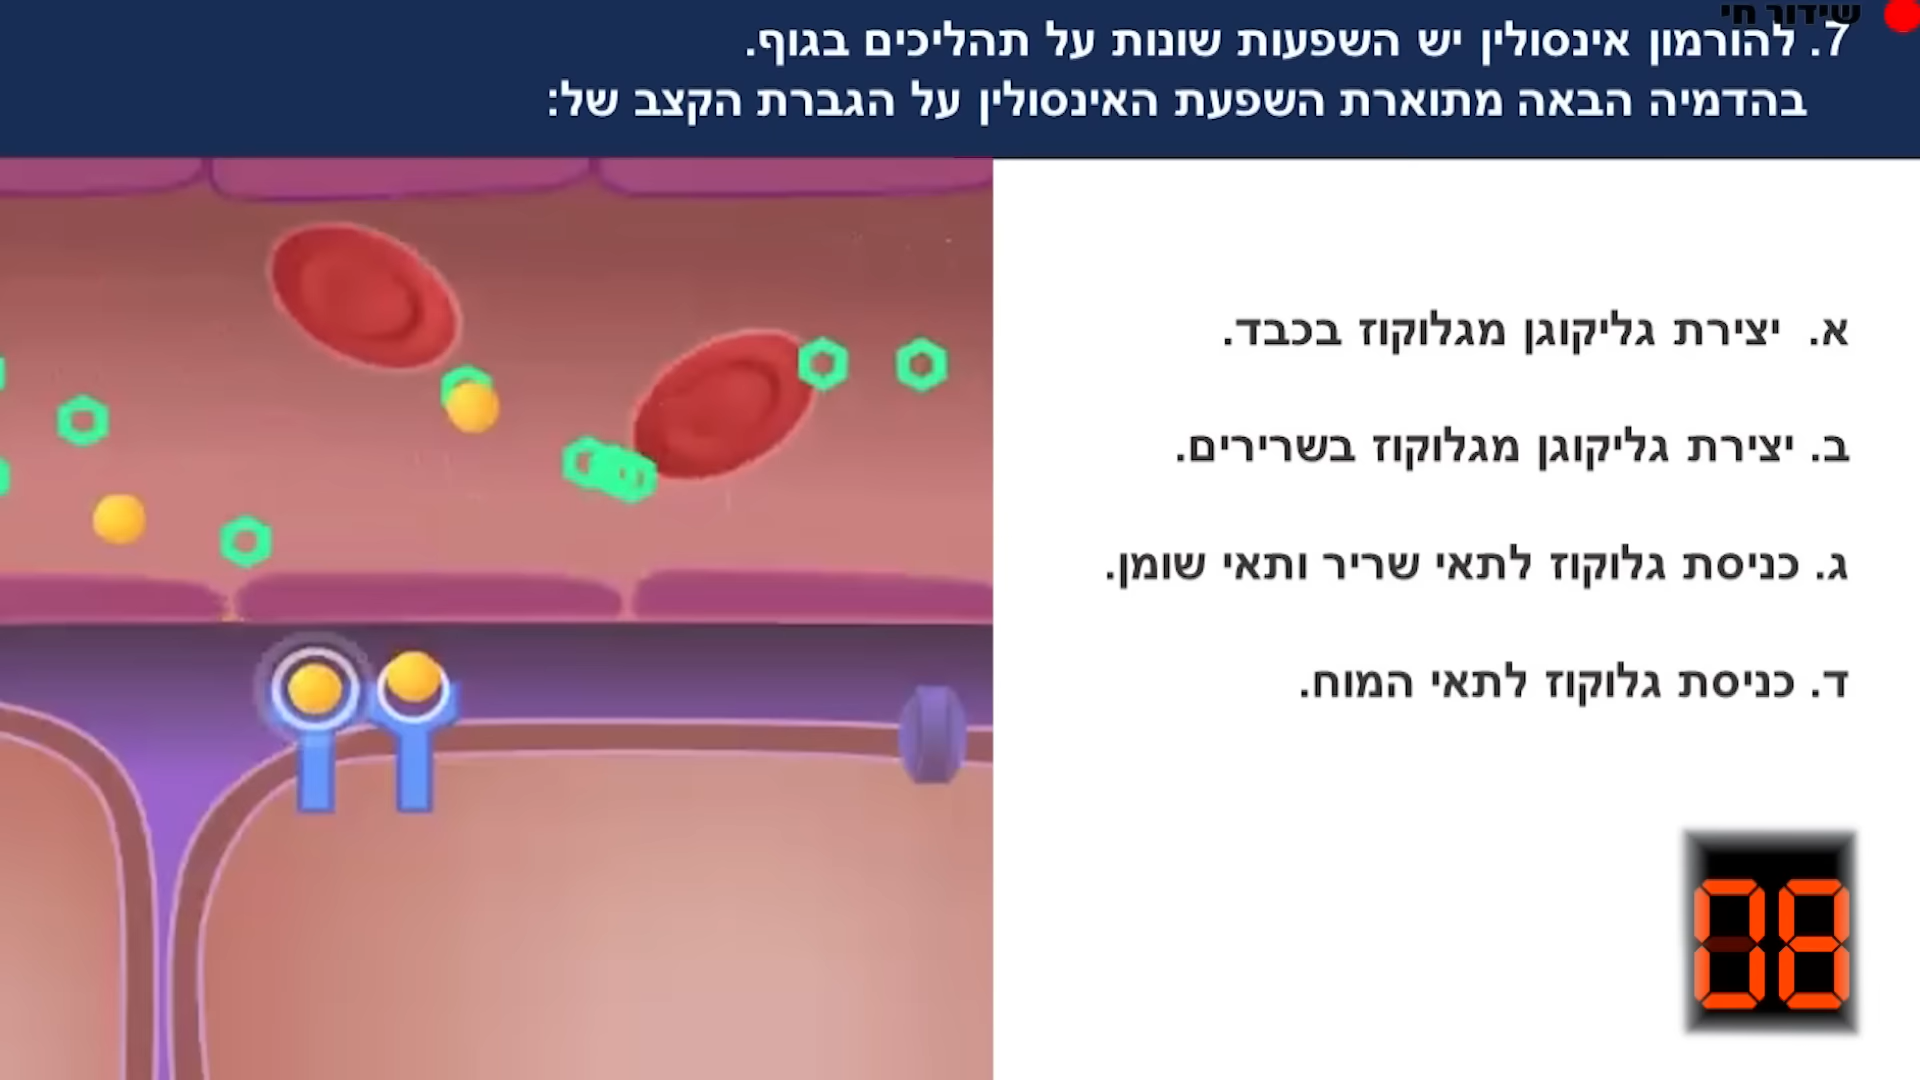 שידור חי
7. להורמון אינסולין יש השפעות שונות על תהליכים בגוף.
בהדמיה הבאה מתוארת השפעת האינסולין על הגברת הקצב של:
א. יצירת גליקוגן מגלוקוז בכבד.
ב. יצירת גליקוגן מגלוקוז בשרירים.
ג. כניסת גלוקוז לתאי שריר ותאי שומן.
ד. כניסת גלוקוז לתאי המוח.
08